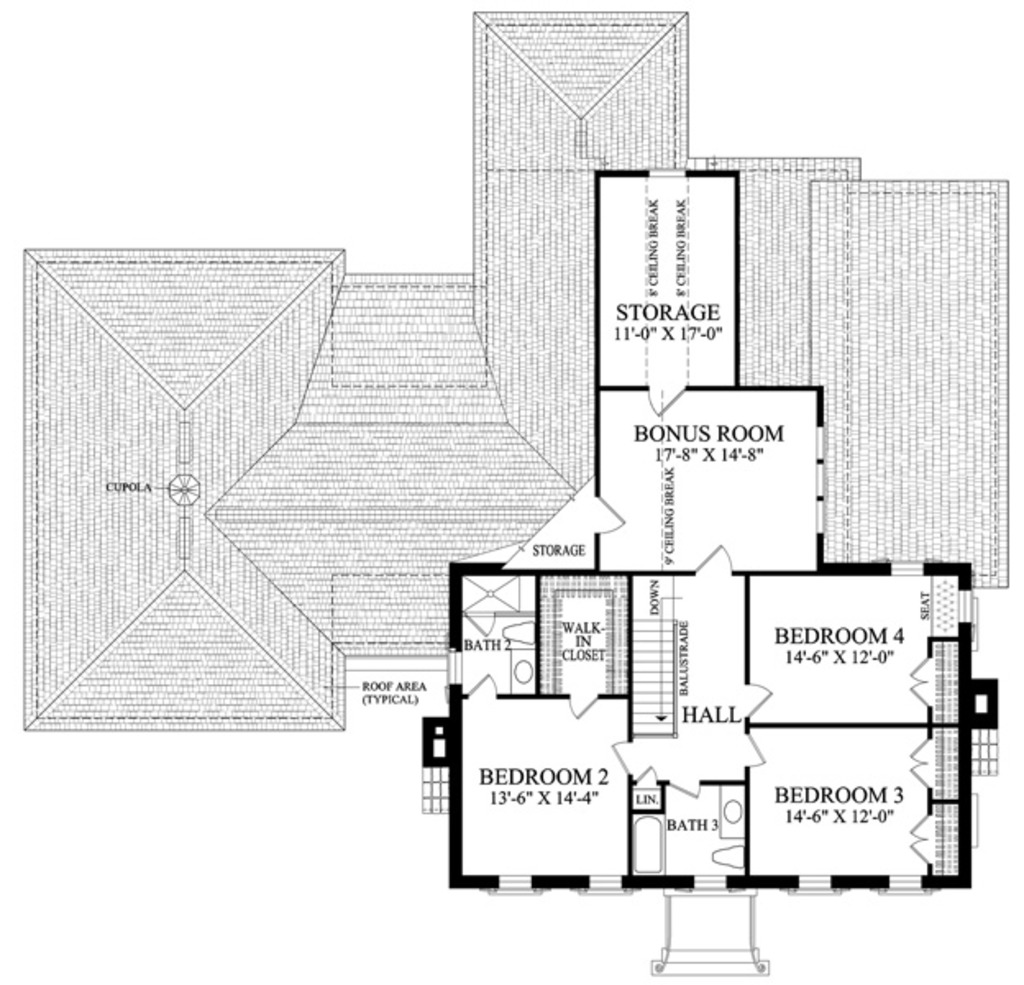 8' CEILING BREAK
8' CEILING BREAK
STORAGE
11'-0" X 17'-0"
BONUS ROOM
17'-8" X 14'-8"
9' CEILING BREAK
CUPOLA
STORAGE
DOWN
BALUSTRADE
SEAT
BATH 2
WALK-
IN
CLOSET
BEDROOM 4
14'-6" X 12'-0"
ROOF AREA
(TYPICAL)
HALL
BEDROOM 2
13'-6" X 14'-4"
LIN.
BATH 3
BEDROOM 3
14'-6" X 12'-0"